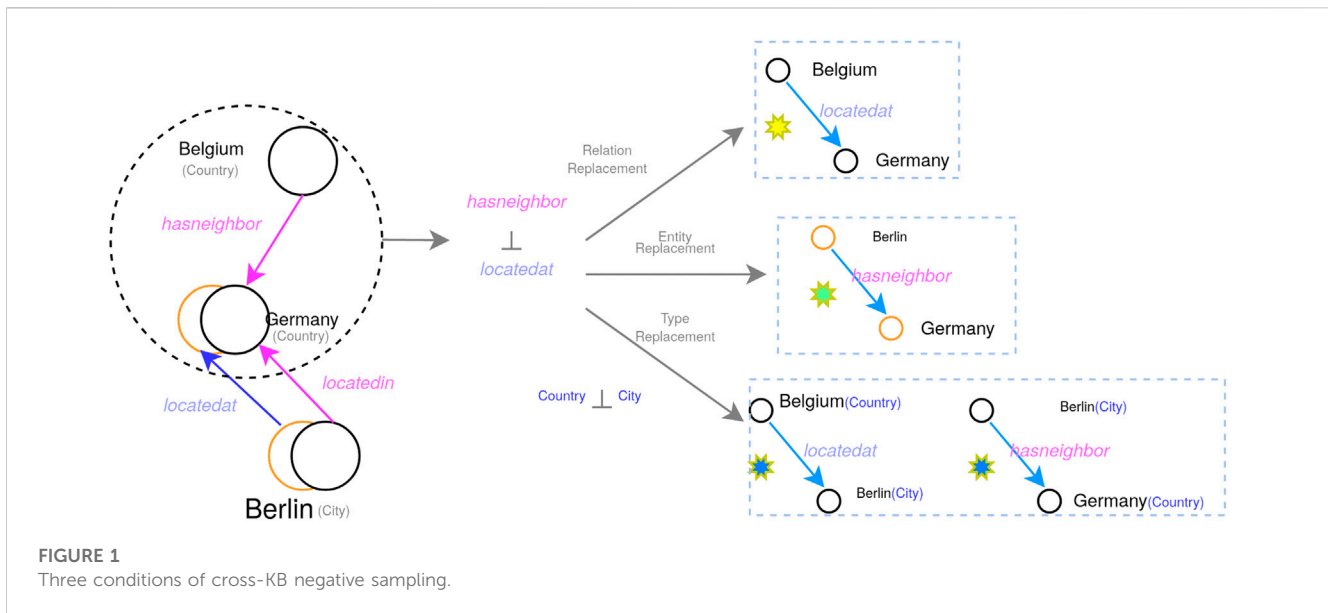 Belgium
(Country)
hasneighbor
Germany
(Country)
locatedat
locatedin
Berlin (City)
hasneighbor
⊥
locatedat
Relation
Replacement
Entity
Replacement
Type
Replacement
Country ⊥ City
Belgium
locatedat
Germany
Berlin
hasneighbor
Germany
Belgium(Country)
locatedat
Berlin(City)
Berlin(City)
hasneighbor
Germany(Country)
FIGURE 1
Three conditions of cross-KB negative sampling.